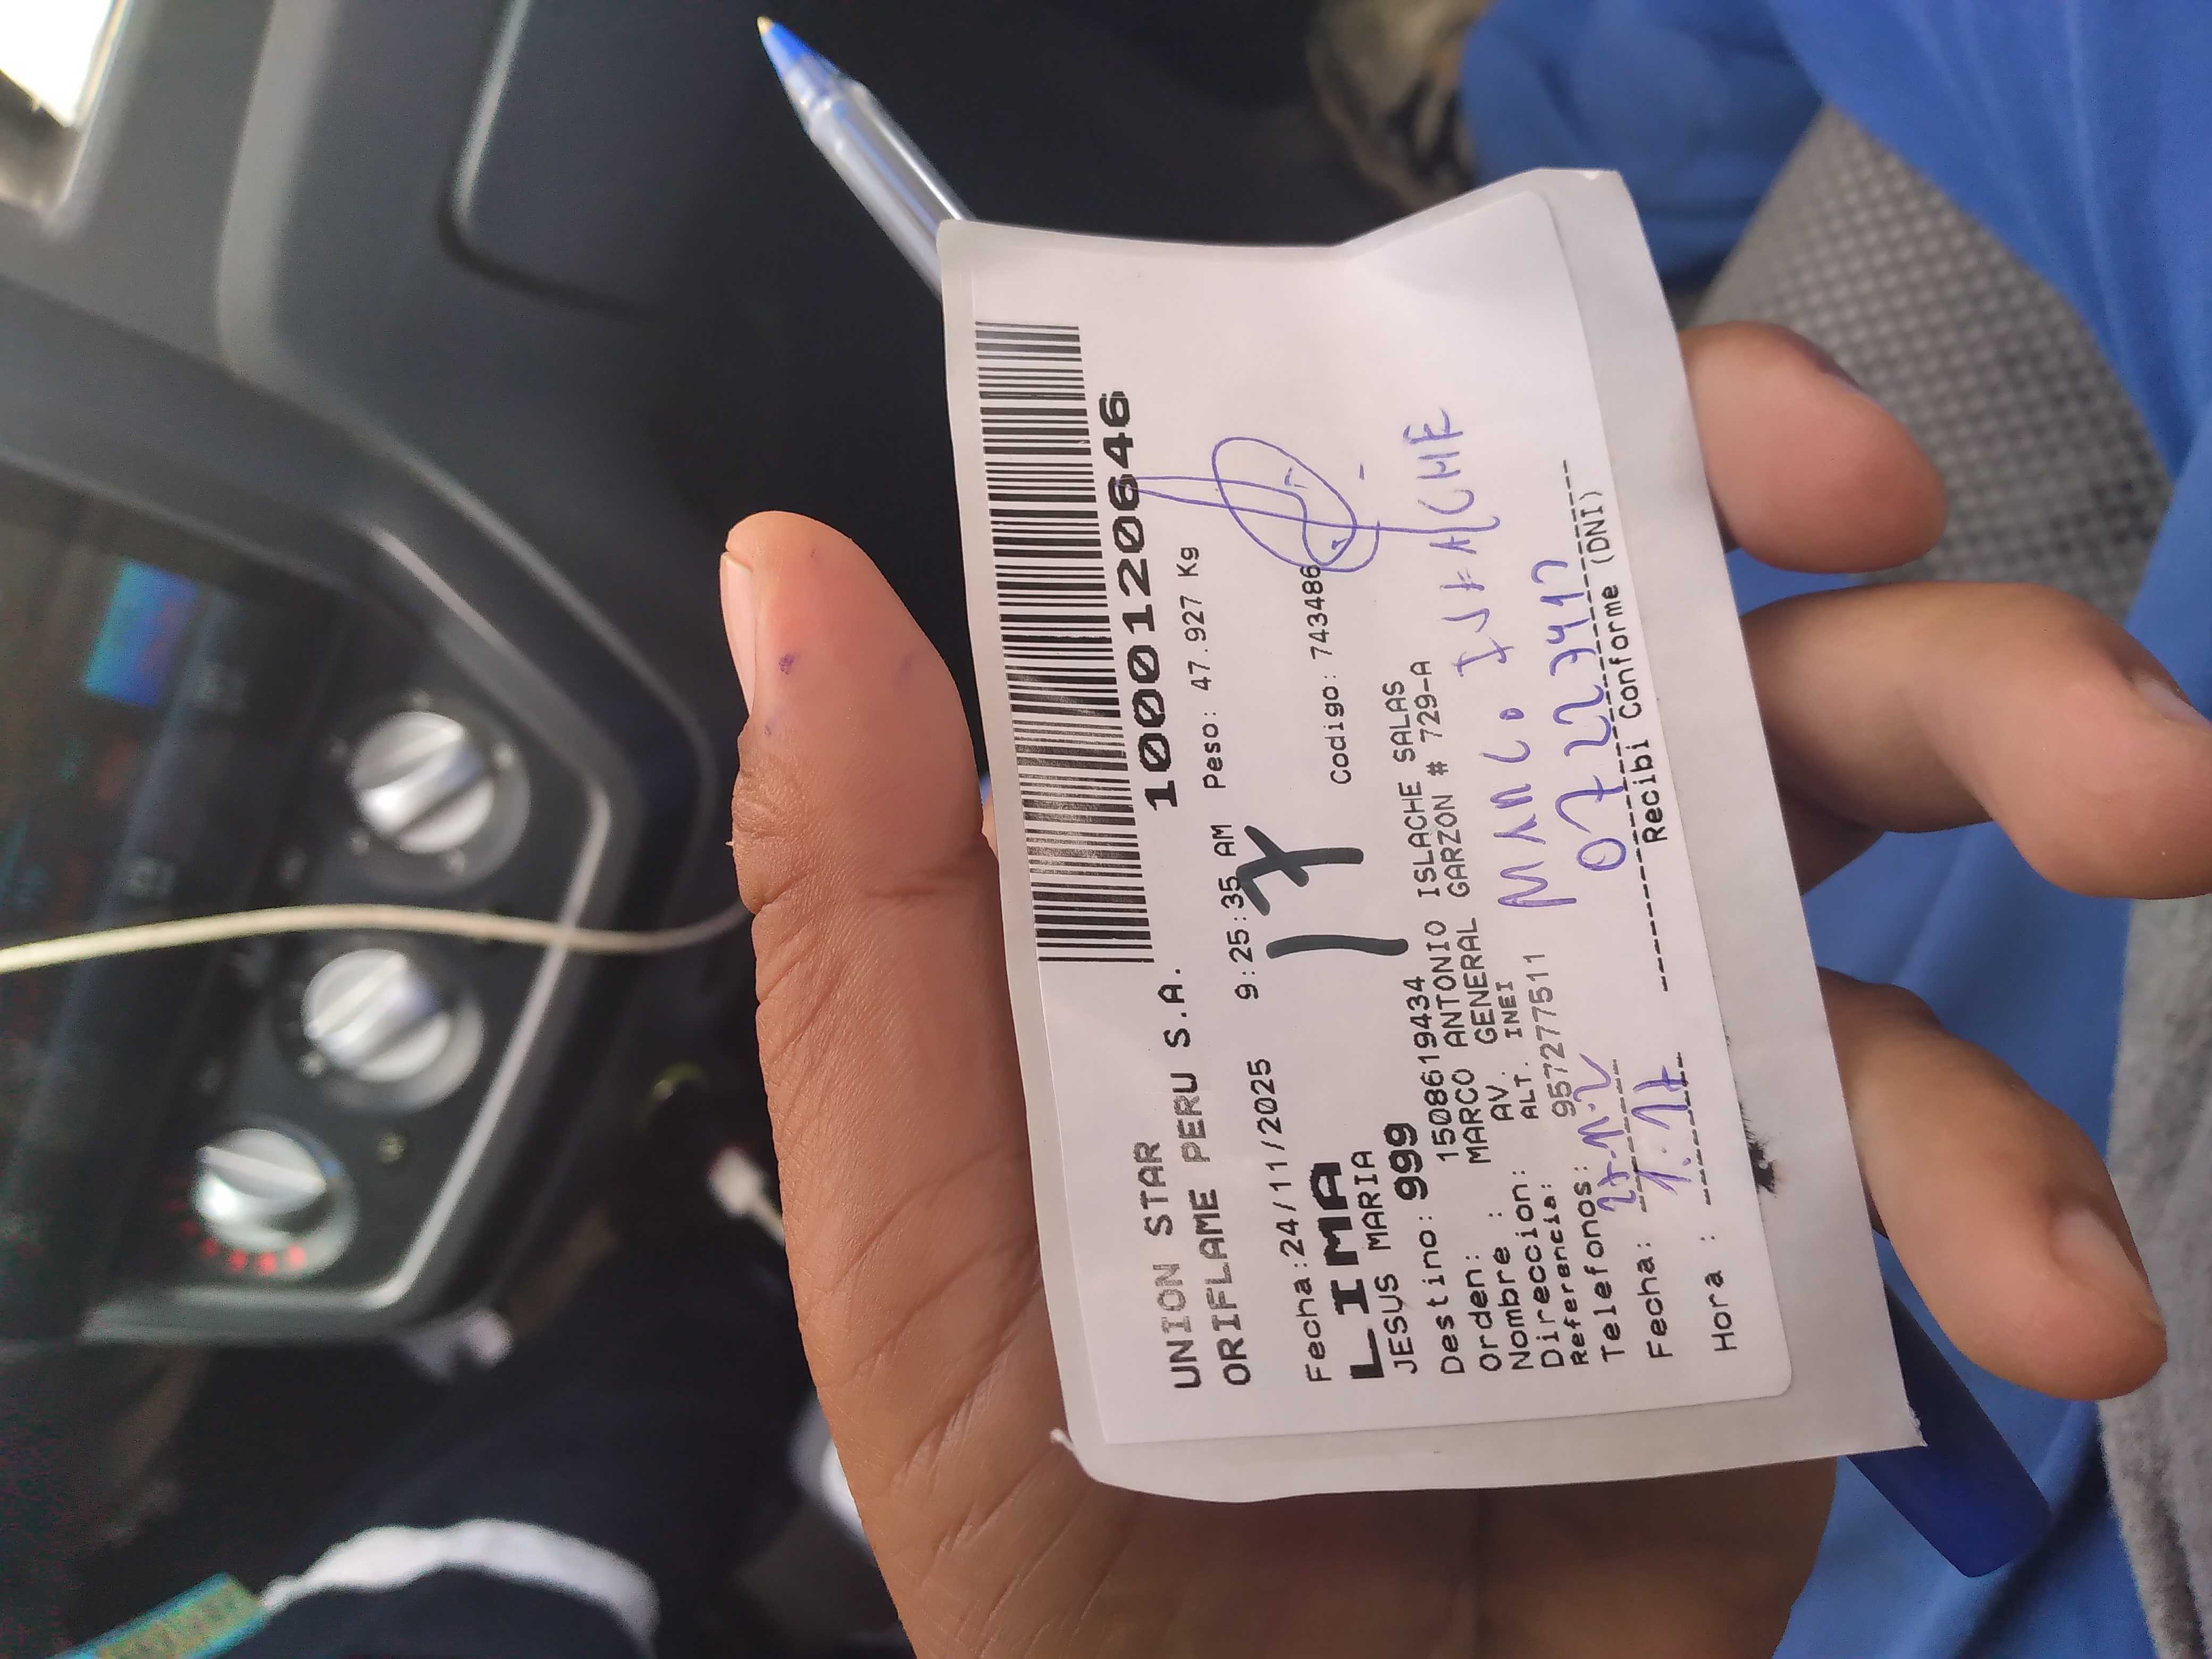 UNION STAR
ORIFLAME PERU S.A.
10001206646
Fecha:24/11/2025 9:25:35 AM Peso: 47.927 Kg
LIMA
17
JESUS MARIA
Codigo: 743486
Destino: 999
Orden: 1508619434
Nombre : MARCO ANTONIO ISLACHE SALAS
Direccion: AV. GENERAL GARZON # 729-A
Referencia: ALT. INEI
Telefonos: 957277511
Fecha:
Hora :
Recibi Conforme (DNI)